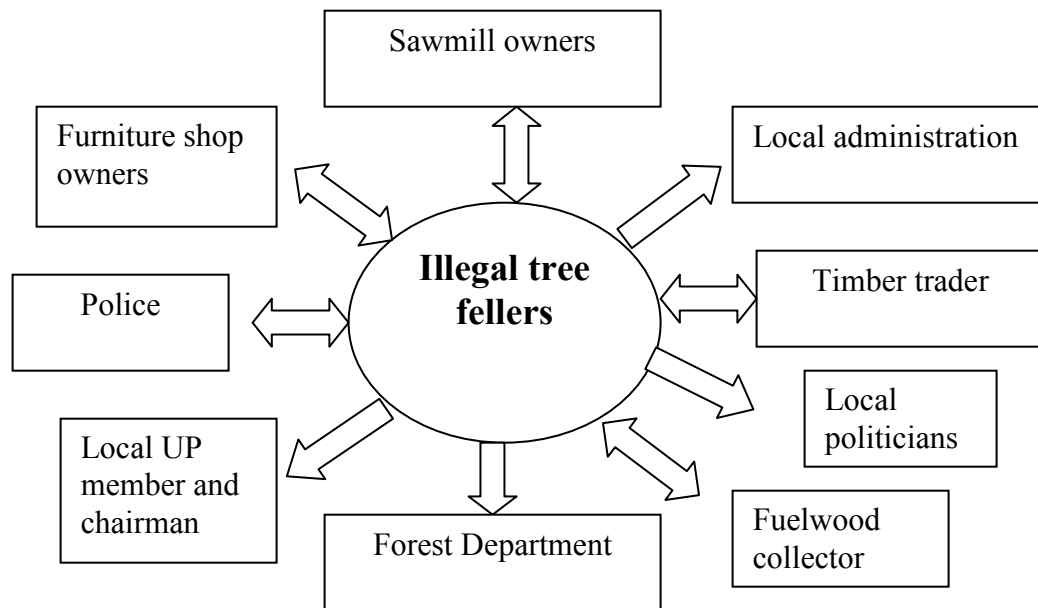 Sawmill owners
Furniture shop
owners
Local administration
Illegal tree
fellers
Police
Timber trader
Local
politicians
Local UP
member and
chairman
Forest Department
Fuelwood
collector